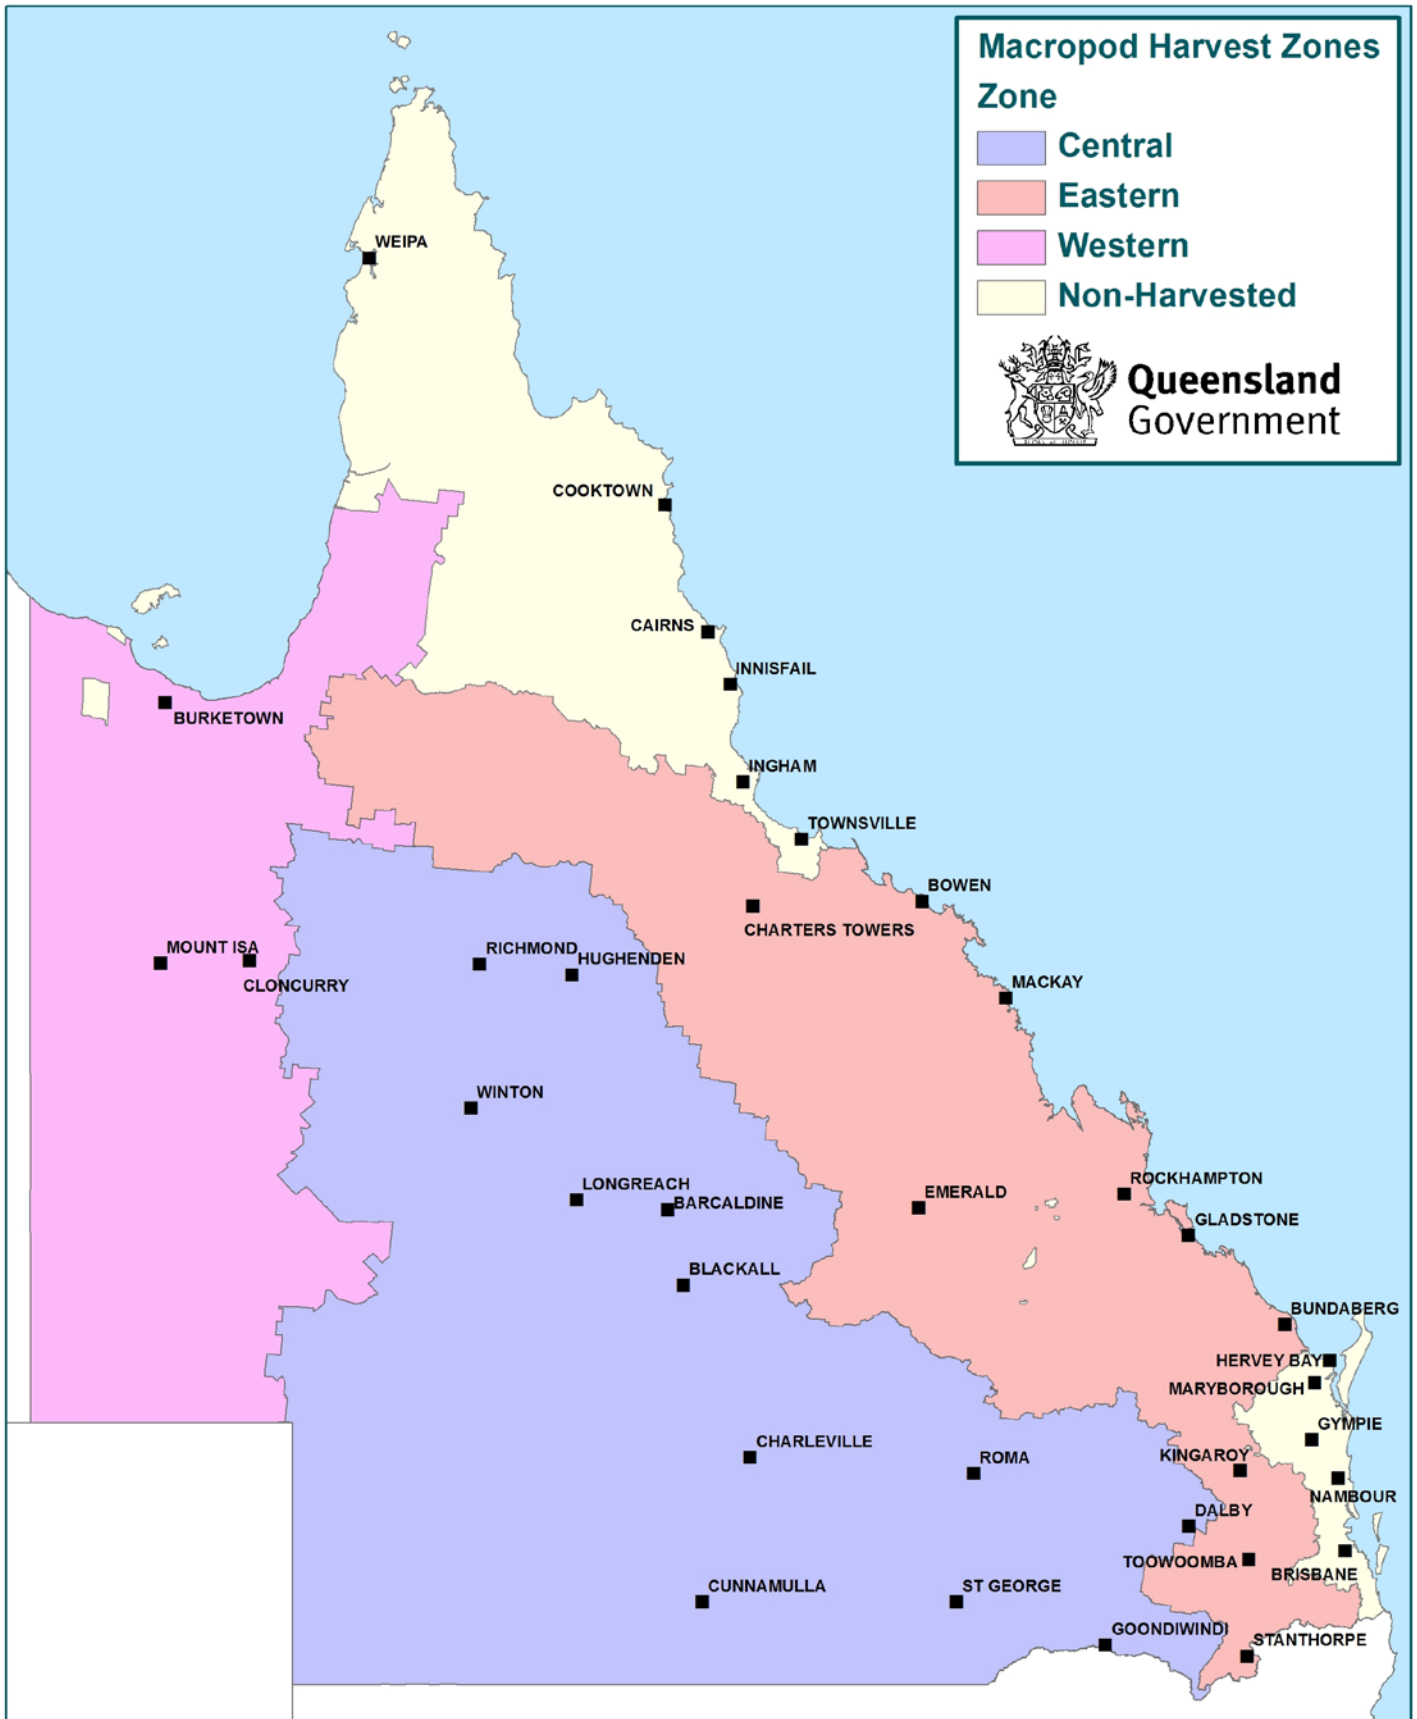 Macropod Harvest Zones
Zone
Central
Eastern
Western
Non-Harvested
Queensland
Government
WEIPA
COOKTOWN
CAIRNS
INNISFAIL
BURKETOWN
INGHAM
TOWNSVILLE
BOWEN
CHARTERS TOWERS
MOUNT ISA
RICHMOND
HUGHENDEN
CLONCURRY
MACKAY
WINTON
LONGREACH
BARCALDINE
EMERALD
ROCKHAMPTON
GLADSTONE
BLACKALL
BUNDABERG
HERVEY BAY
MARYBOROUGH
GYMPIE
CHARLEVILLE
ROMA
KINGAROY
NAMBOUR
DALBY
TOOWOOMBA
BRISBANE
CUNNAMULLA
ST GEORGE
GOONDIWINDI
STANTHORPE